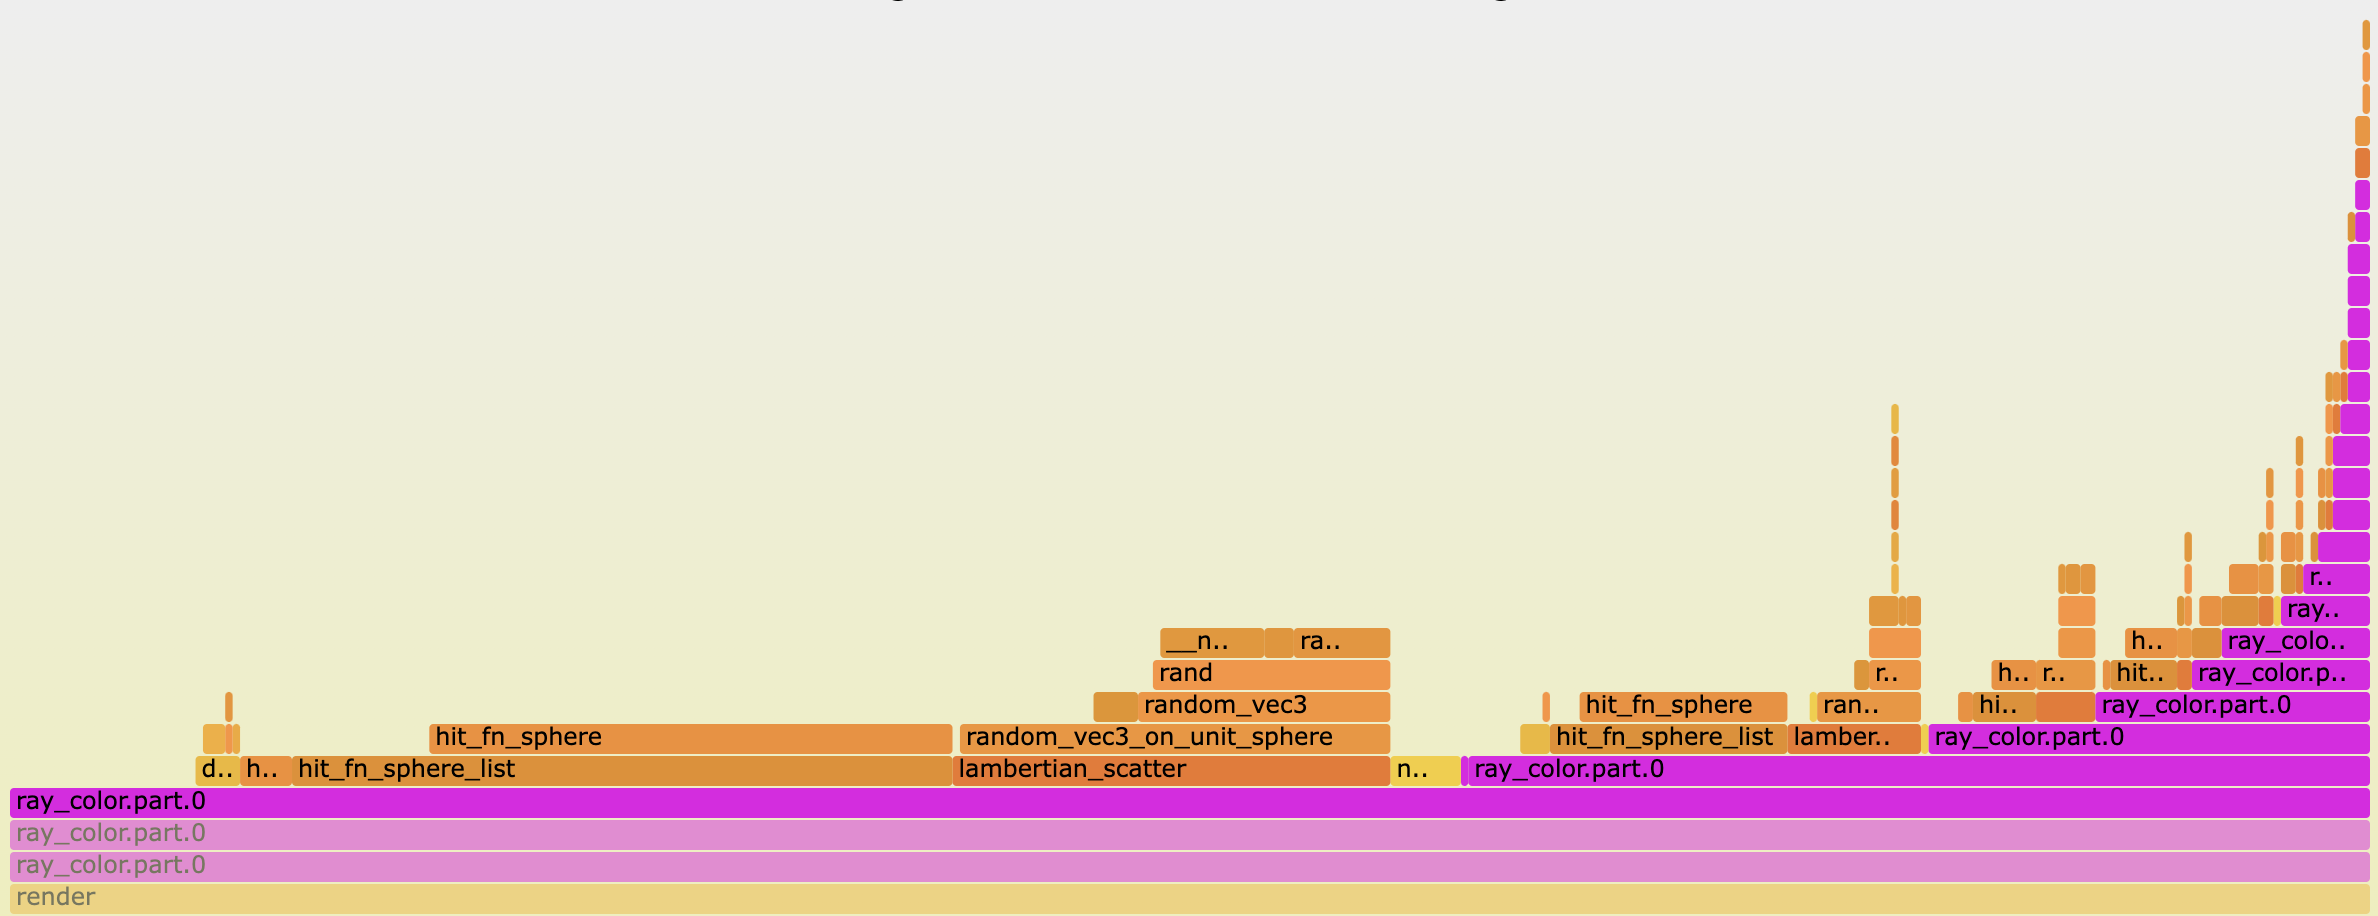 __n.. ra..
h.. ray_colo..
r..
ray..
rand r.. h.. r.. hit.. ray_color.p..
random_vec3 hit_fn_sphere ran.. hi.. ray_color.part.0
hit_fn_sphere random_vec3_on_unit_sphere hit_fn_sphere_list lamber.. ray_color.part.0
d.. h.. hit_fn_sphere_list lambertian_scatter n.. ray_color.part.0
ray_color.part.0
ray_color.part.0
ray_color.part.0
render